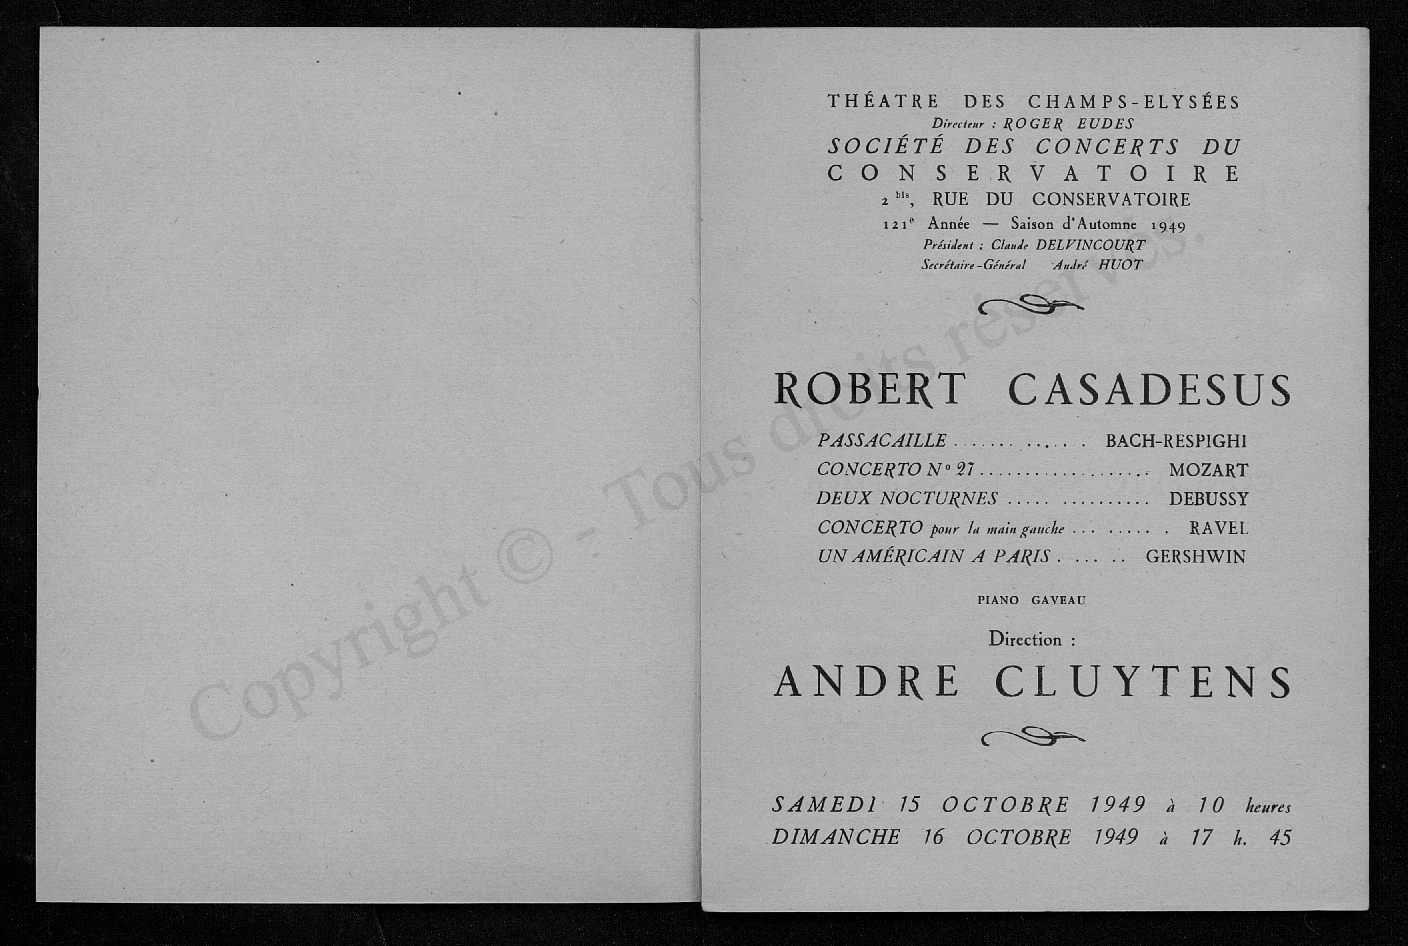 THÉATRE DES CHAMPS-ELYSÉES
Directeur : ROGER EUDES
SOCIÉTÉ DES CONCERTS DU
CONSERVATOIRE
2 bis, RUE DU CONSERVATOIRE
121e Année — Saison d'Automne 1949
Président : Claude DELVINCOURT
Secrétaire-Général André HUOT
ROBERT CASADESUS
PASSACAILLE . . . . . . . . . . . . BACH-RESPIGHI
CONCERTO No 27 . . . . . . . . . . . . . . . . . . MOZART
DEUX NOCTURNES . . . . . . . . . . . . . . . DEBUSSY
CONCERTO pour la main gauche . . . . . . . . . . RAVEL
UN AMÉRICAIN A PARIS . . . . . . GERSHWIN
PIANO GAVEAU
Direction :
ANDRE CLUYTENS
SAMEDI 15 OCTOBRE 1949 à 10 heures
DIMANCHE 16 OCTOBRE 1949 à 17 h. 45
Copyright © - Tous droits réservés.